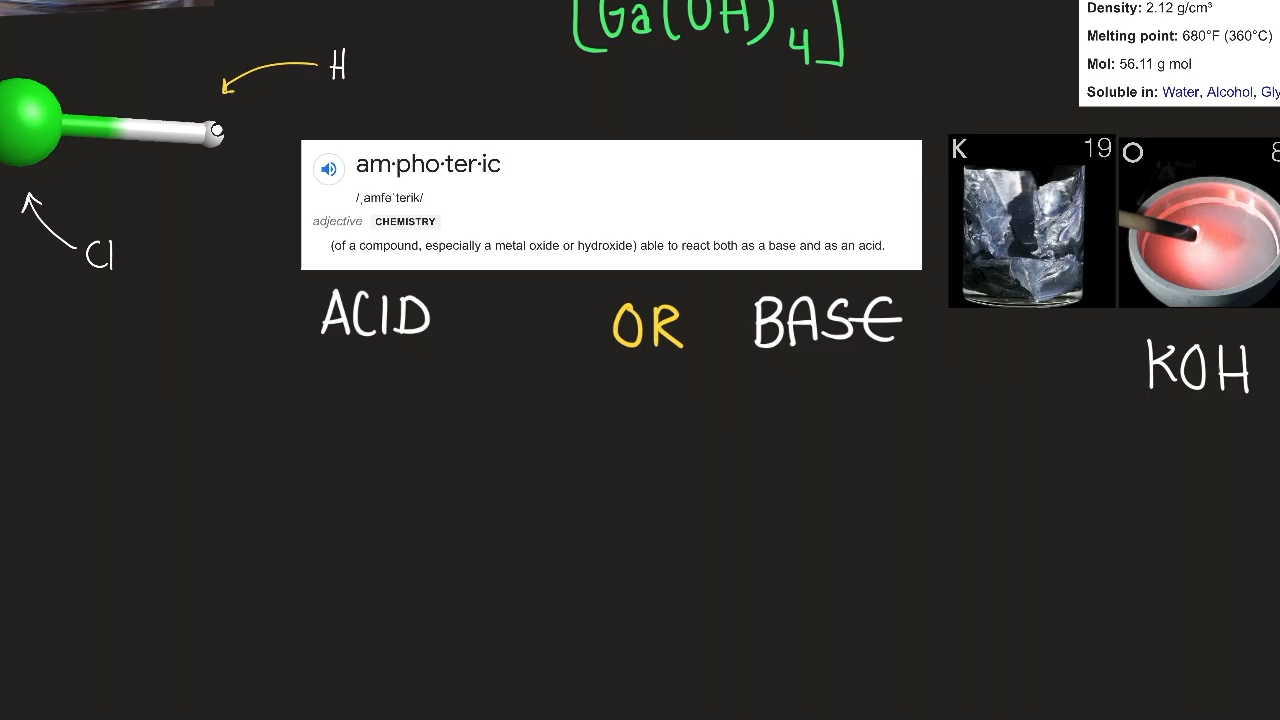 [Ga(OH)4]
Density: 2.12 g/cm³
Melting point: 680°F (360°C)
Mol: 56.11 g mol
Soluble in: Water, Alcohol, Gly
H
Cl
am·pho·ter·ic
/ˌamfəˈterik/
adjective CHEMISTRY
(of a compound, especially a metal oxide or hydroxide) able to react both as a base and as an acid.
K 19
O 8
ACID OR BASE
KOH